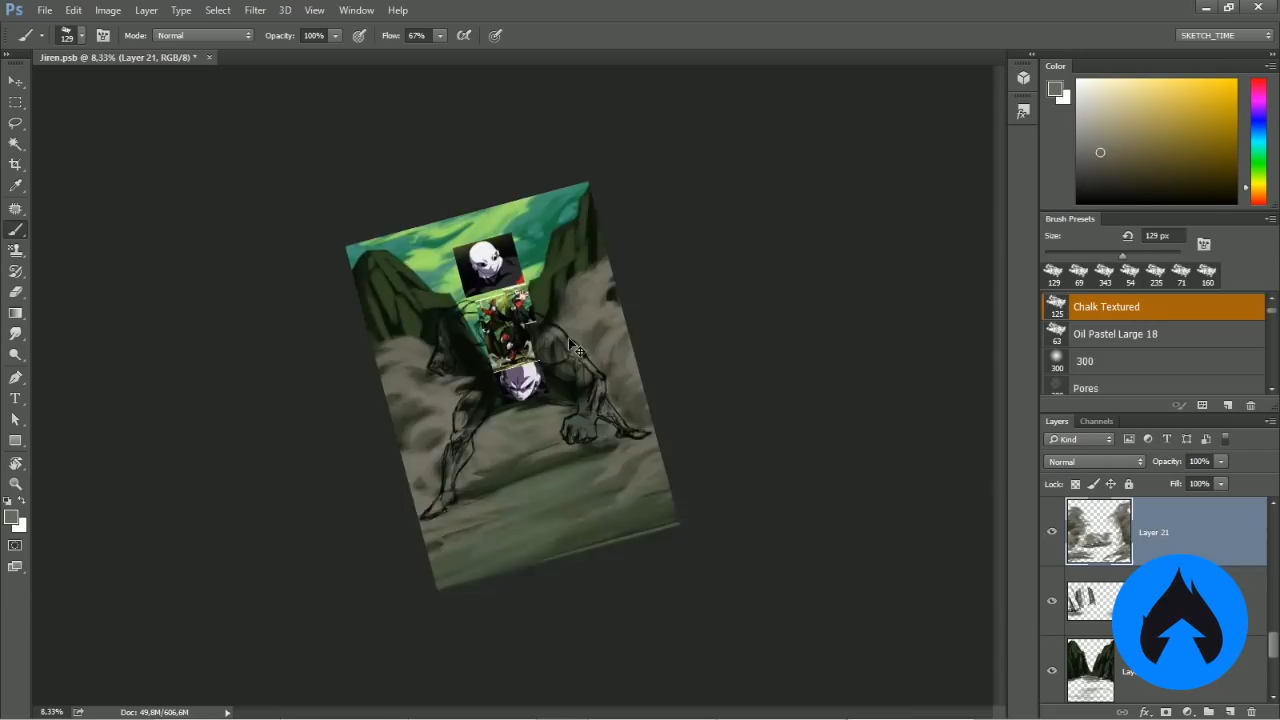 Ps File Edit Image Layer Type Select Filter 3D View Window Help
129 Mode: Normal Opacity: 100% Flow: 67% SKETCH_TIME
Jiren.psb @ 8,33% (Layer 21, RGB/8) *
Color
Brush Presets
Size: 129 px
129 69 343 54 235 71 160
125 Chalk Textured
63 Oil Pastel Large 18
300 300
Pores
Layers Channels
Kind
Normal Opacity: 100%
Lock: Fill: 100%
Layer 21
8,33% Doc: 49,8M/606,6M